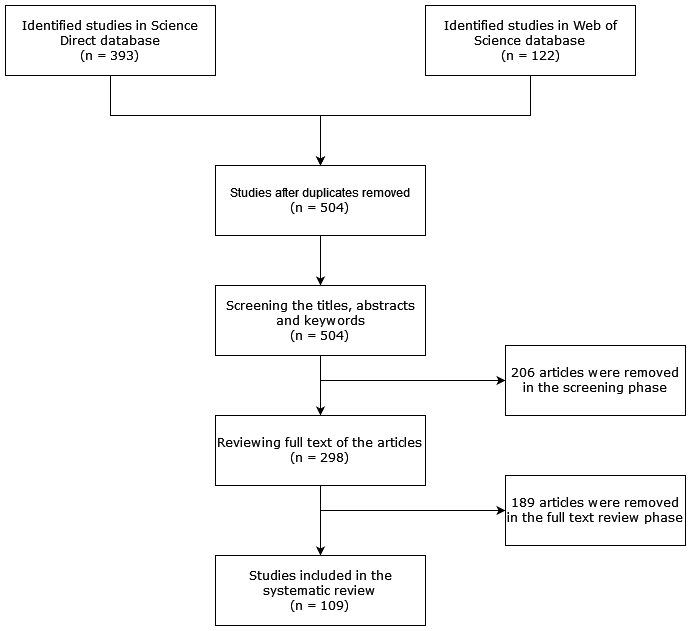 Identified studies in Science
Direct database
(n = 393)
Identified studies in Web of
Science database
(n = 122)
Studies after duplicates removed
(n = 504)
Screening the titles, abstracts
and keywords
(n = 504)
206 articles were removed
in the screening phase
Reviewing full text of the articles
(n = 298)
189 articles were removed
in the full text review phase
Studies included in the
systematic review
(n = 109)